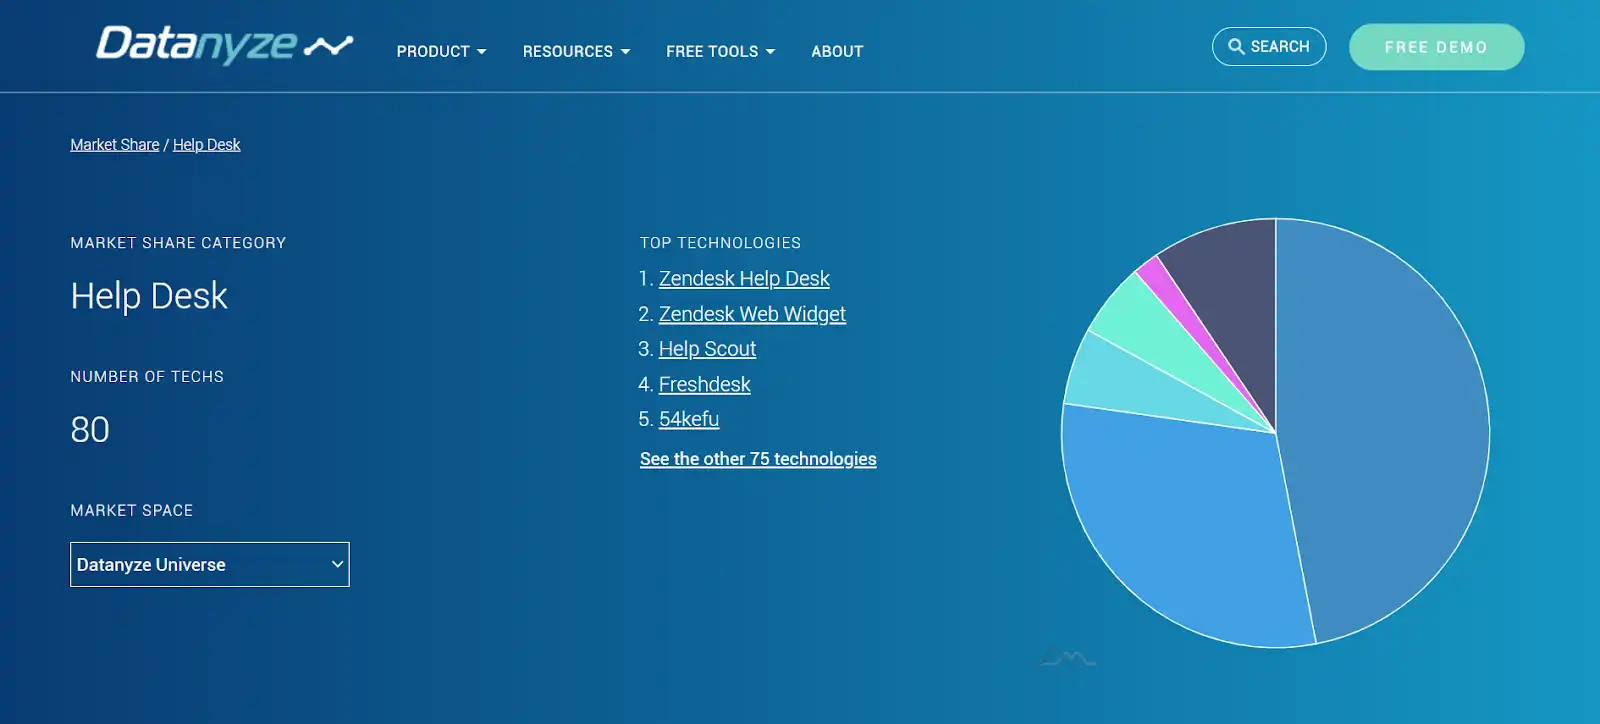 Datanyze
PRODUCT
RESOURCES
FREE TOOLS
ABOUT
SEARCH
FREE DEMO
Market Share / Help Desk
MARKET SHARE CATEGORY
Help Desk
NUMBER OF TECHS
80
MARKET SPACE
Datanyze Universe
TOP TECHNOLOGIES
1. Zendesk Help Desk
2. Zendesk Web Widget
3. Help Scout
4. Freshdesk
5. 54kefu
See the other 75 technologies